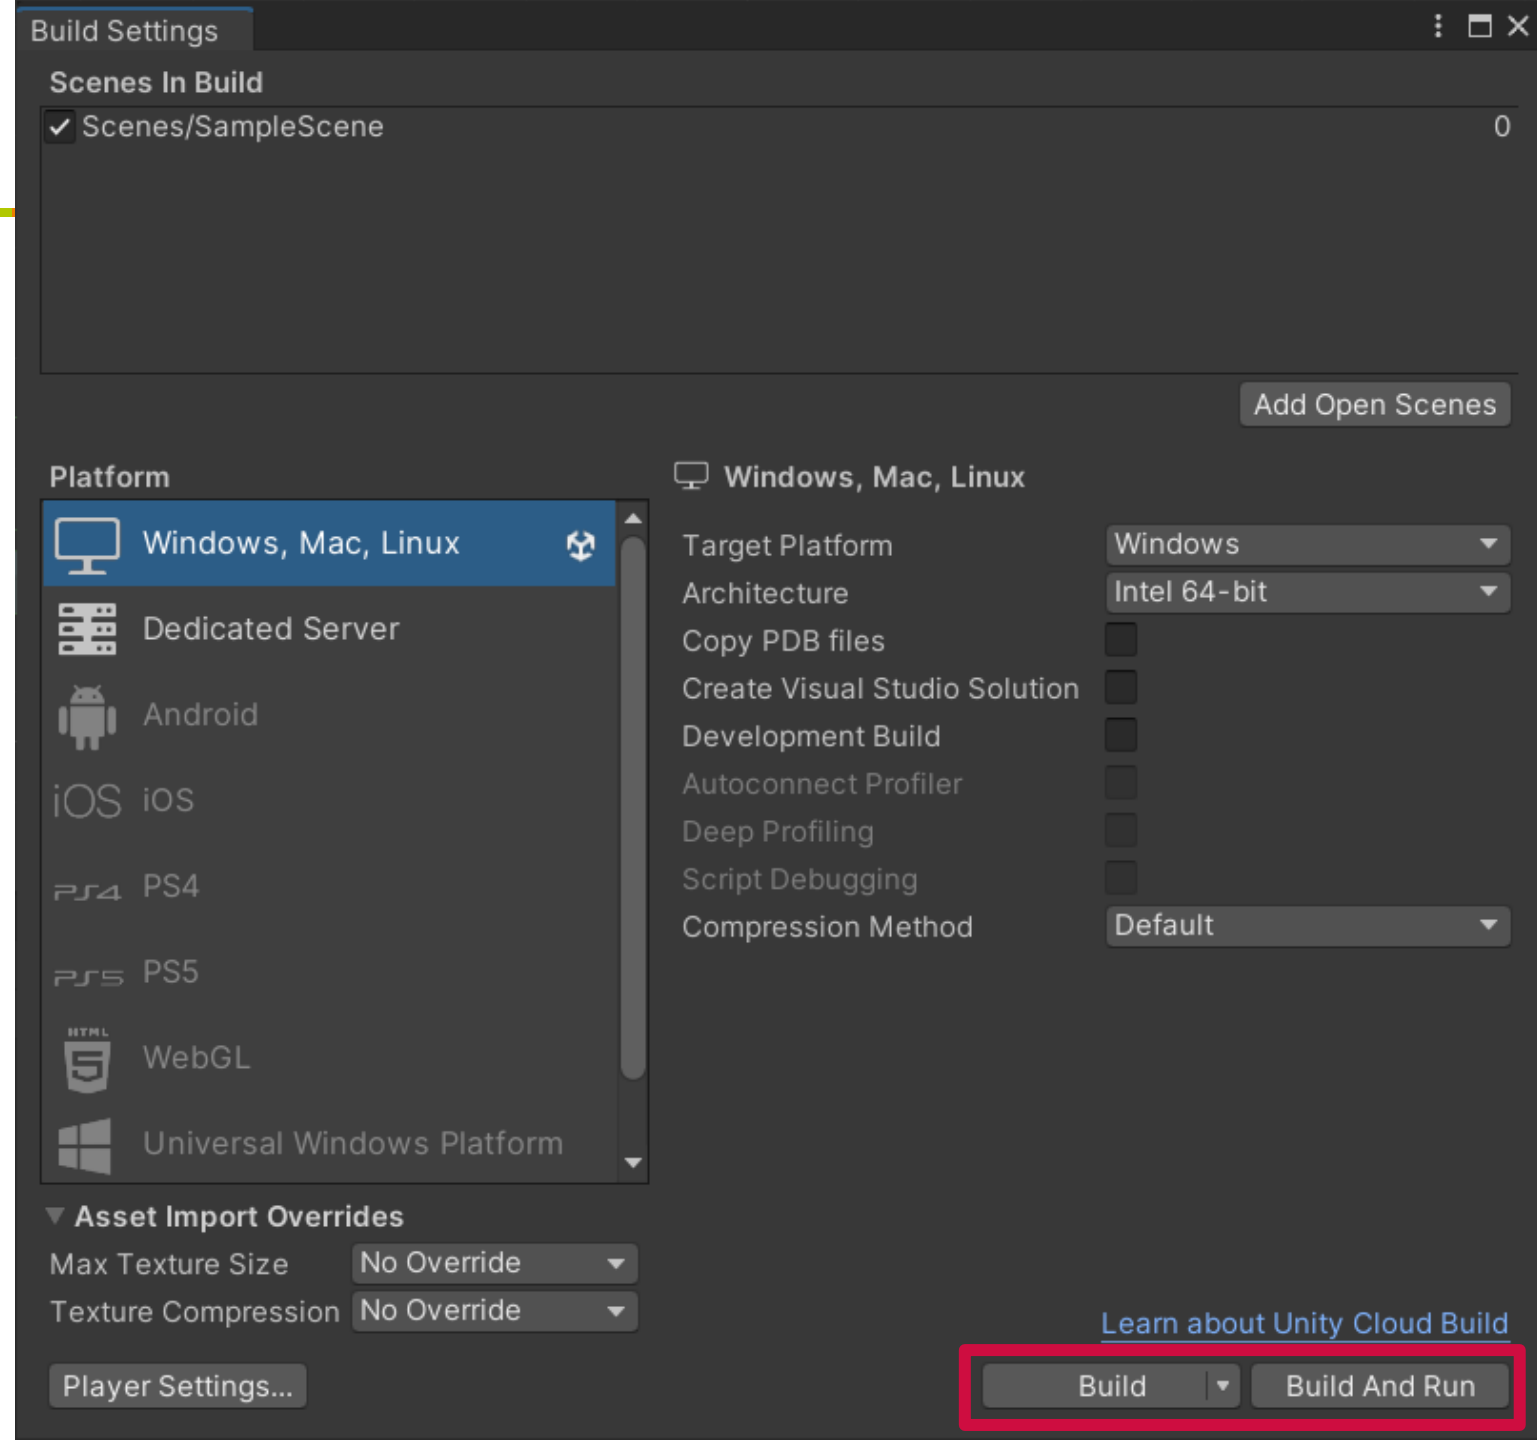 Build Settings
Scenes In Build
Scenes/SampleScene 0
Add Open Scenes
Platform
Windows, Mac, Linux
Dedicated Server
Android
iOS iOS
PS4 PS4
PS5 PS5
HTML
5 WebGL
Universal Windows Platform
Windows, Mac, Linux
Target Platform Windows
Architecture Intel 64-bit
Copy PDB files
Create Visual Studio Solution
Development Build
Autoconnect Profiler
Deep Profiling
Script Debugging
Compression Method Default
Asset Import Overrides
Max Texture Size No Override
Texture Compression No Override
Learn about Unity Cloud Build
Player Settings... Build Build And Run